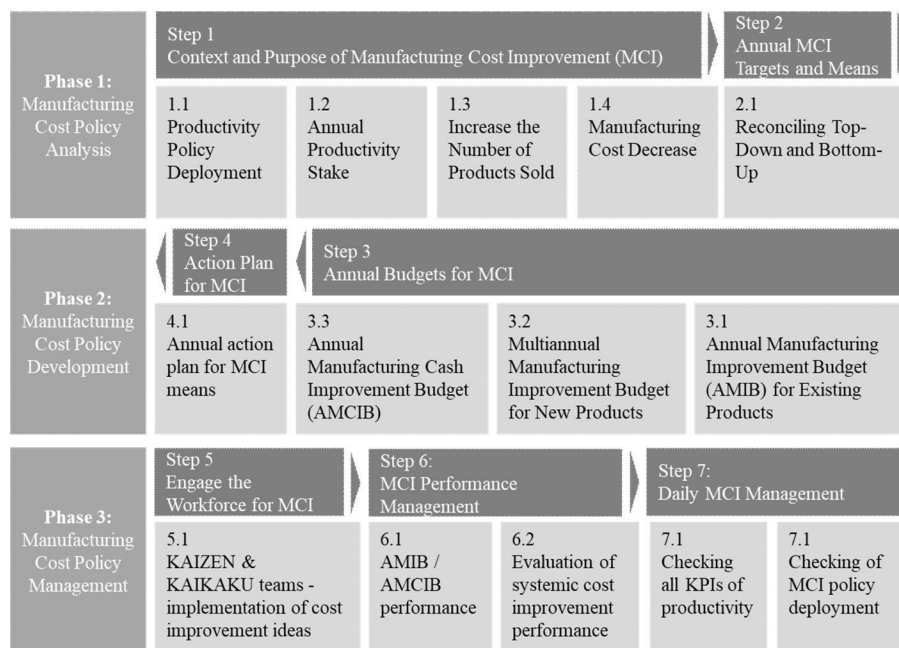 Phase 1:
Manufacturing
Cost Policy
Analysis
Step 1
Context and Purpose of Manufacturing Cost Improvement (MCI)
Step 2
Annual MCI
Targets and Means
1.1
Productivity
Policy
Deployment
1.2
Annual
Productivity
Stake
1.3
Increase the
Number of
Products Sold
1.4
Manufacturing
Cost Decrease
2.1
Reconciling Top-
Down and Bottom-
Up
Phase 2:
Manufacturing
Cost Policy
Development
Step 4
Action Plan
for MCI
Step 3
Annual Budgets for MCI
4.1
Annual action
plan for MCI
means
3.3
Annual
Manufacturing Cash
Improvement Budget
(AMCIB)
3.2
Multiannual
Manufacturing
Improvement Budget
for New Products
3.1
Annual Manufacturing
Improvement Budget
(AMIB) for Existing
Products
Phase 3:
Manufacturing
Cost Policy
Management
Step 5
Engage the
Workforce for MCI
Step 6:
MCI Performance
Management
Step 7:
Daily MCI Management
5.1
KAIZEN &
KAIKAKU teams -
implementation of cost
improvement ideas
6.1
AMIB /
AMCIB
performance
6.2
Evaluation of
systemic cost
improvement
performance
7.1
Checking
all KPIs of
productivity
7.1
Checking of
MCI policy
deployment